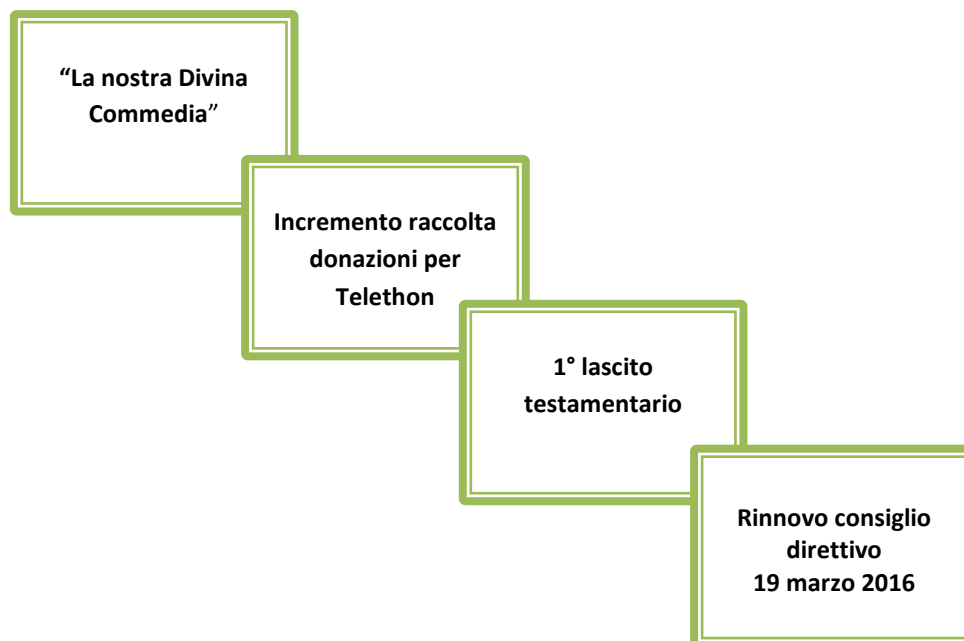 “La nostra Divina
Commedia”
Incremento raccolta
donazioni per
Telethon
1° lascito
testamentario
Rinnovo consiglio
direttivo
19 marzo 2016